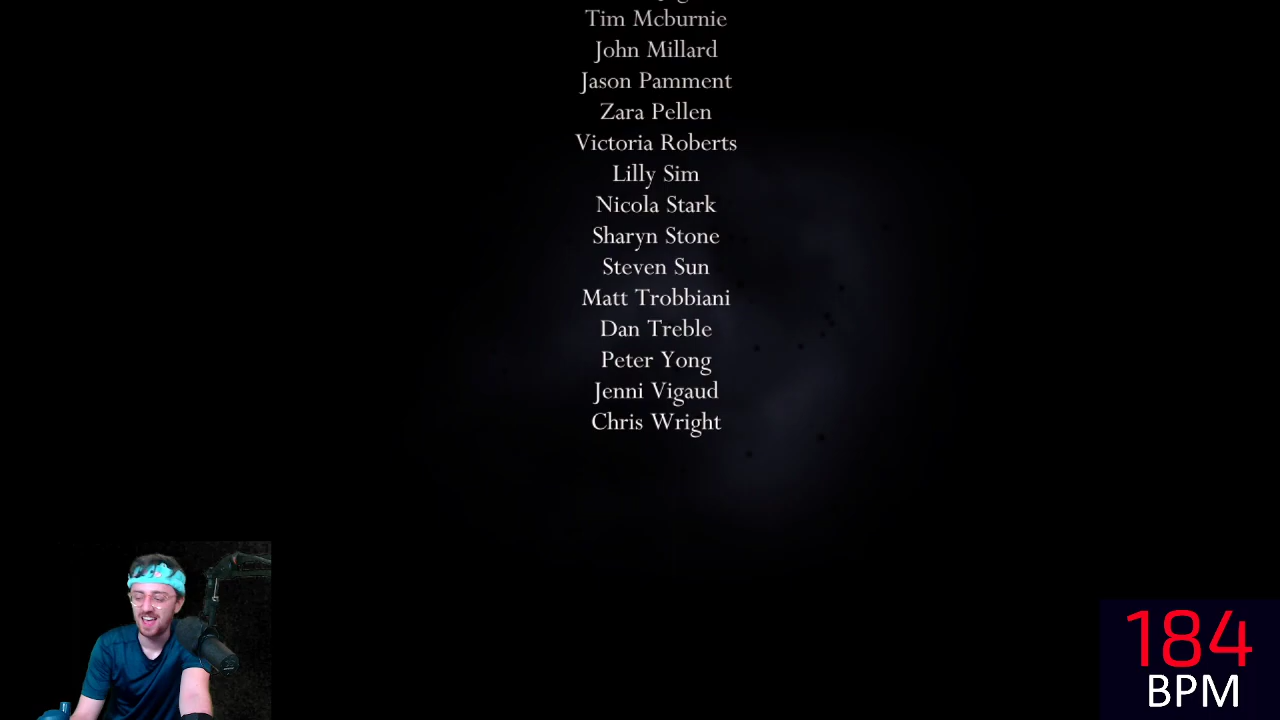 Tim Mcburnie
John Millard
Jason Pamment
Zara Pellen
Victoria Roberts
Lilly Sim
Nicola Stark
Sharyn Stone
Steven Sun
Matt Trobbiani
Dan Treble
Peter Yong
Jenni Vigaud
Chris Wright
184
BPM